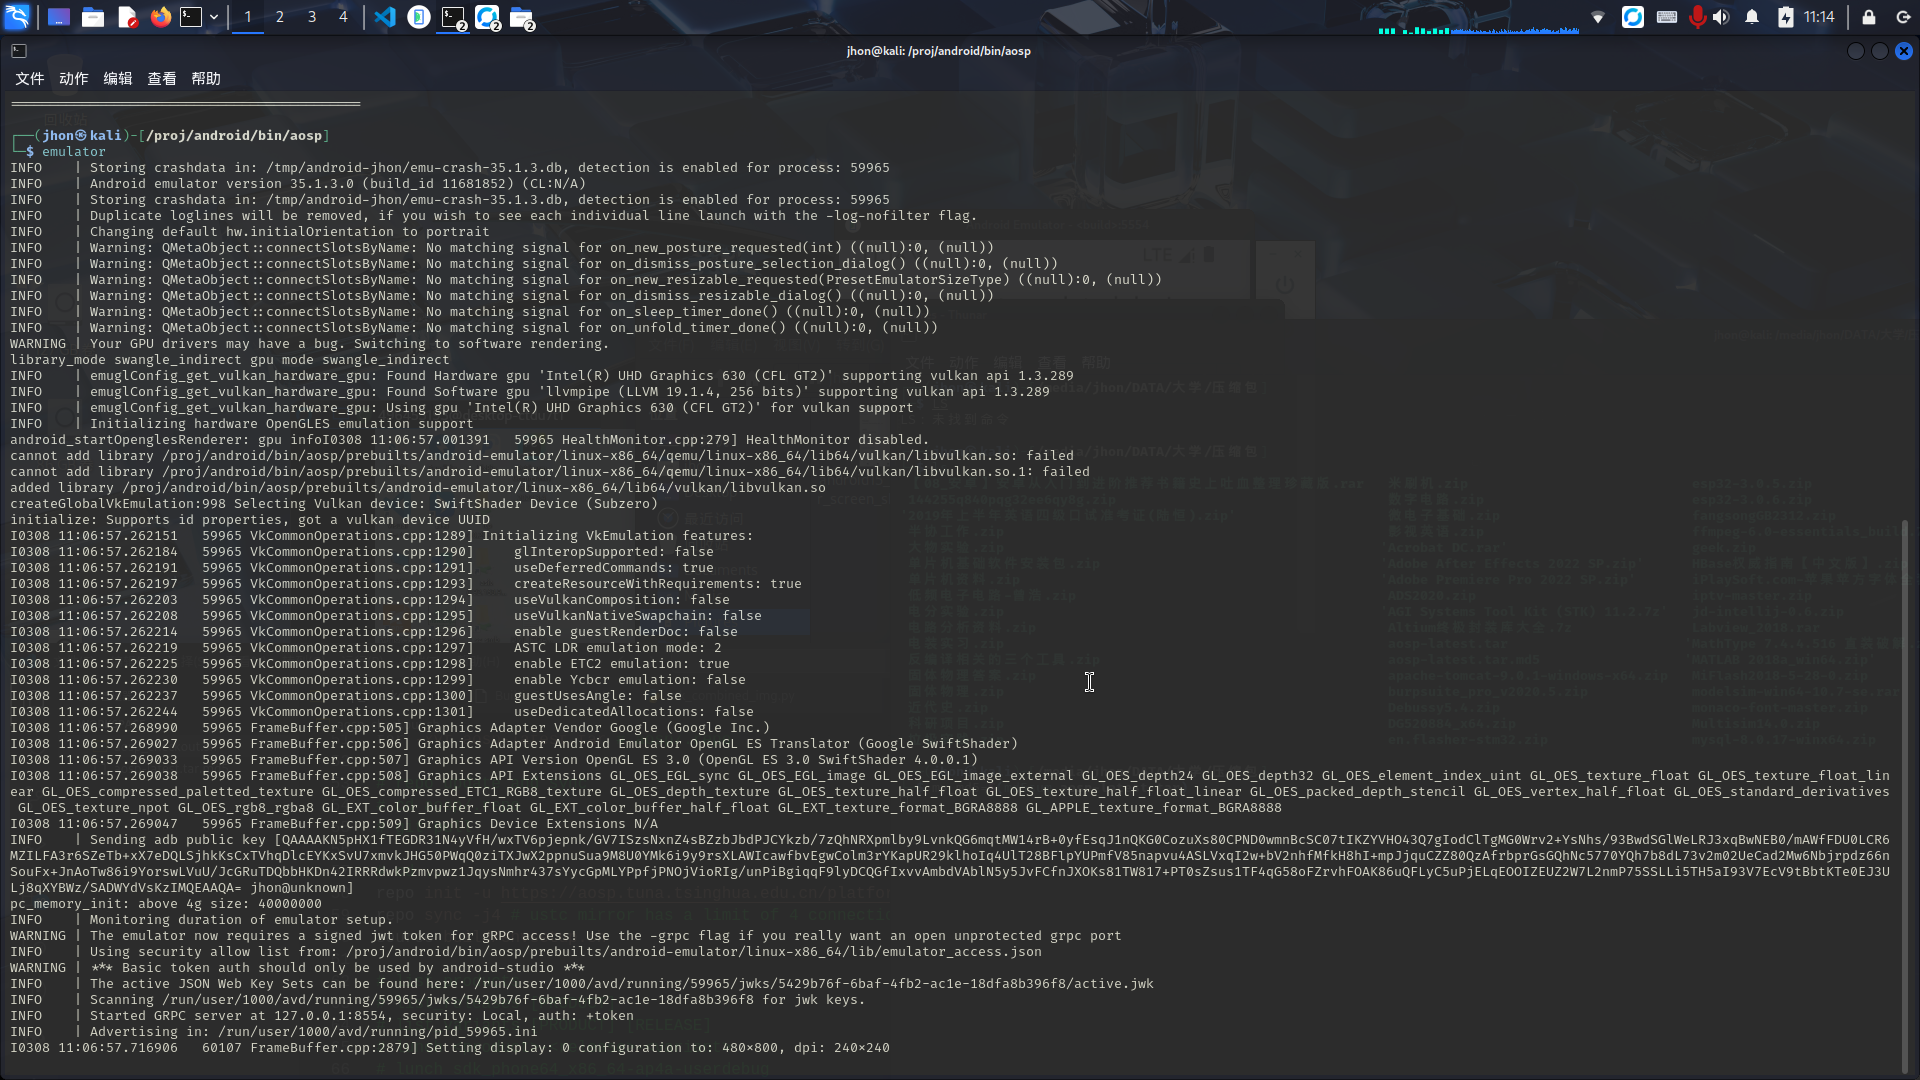 1 2 3 4 2 2 2 11:14
jhon@kali: /proj/android/bin/aosp
文件 动作 编辑 查看 帮助
┌──(jhon㉿kali)-[/proj/android/bin/aosp]
└─$ emulator
INFO    | Storing crashdata in: /tmp/android-jhon/emu-crash-35.1.3.db, detection is enabled for process: 59965
INFO    | Android emulator version 35.1.3.0 (build_id 11681852) (CL:N/A)
INFO    | Storing crashdata in: /tmp/android-jhon/emu-crash-35.1.3.db, detection is enabled for process: 59965
INFO    | Duplicate loglines will be removed, if you wish to see each individual line launch with the -log-nofilter flag.
INFO    | Changing default hw.initialOrientation to portrait
INFO    | Warning: QMetaObject::connectSlotsByName: No matching signal for on_new_posture_requested(int) ((null):0, (null))
INFO    | Warning: QMetaObject::connectSlotsByName: No matching signal for on_dismiss_posture_selection_dialog() ((null):0, (null))
INFO    | Warning: QMetaObject::connectSlotsByName: No matching signal for on_new_resizable_requested(PresetEmulatorSizeType) ((null):0, (null))
INFO    | Warning: QMetaObject::connectSlotsByName: No matching signal for on_dismiss_resizable_dialog() ((null):0, (null))
INFO    | Warning: QMetaObject::connectSlotsByName: No matching signal for on_sleep_timer_done() ((null):0, (null))
INFO    | Warning: QMetaObject::connectSlotsByName: No matching signal for on_unfold_timer_done() ((null):0, (null))
WARNING | Your GPU drivers may have a bug. Switching to software rendering.
library_mode swangle_indirect gpu mode swangle_indirect
INFO    | emuglConfig_get_vulkan_hardware_gpu: Found Hardware gpu 'Intel(R) UHD Graphics 630 (CFL GT2)' supporting vulkan api 1.3.289
INFO    | emuglConfig_get_vulkan_hardware_gpu: Found Software gpu 'llvmpipe (LLVM 19.1.4, 256 bits)' supporting vulkan api 1.3.289
INFO    | emuglConfig_get_vulkan_hardware_gpu: Using gpu 'Intel(R) UHD Graphics 630 (CFL GT2)' for vulkan support
INFO    | Initializing hardware OpenGLES emulation support
android_startOpenglesRenderer: gpu infoI0308 11:06:57.001391   59965 HealthMonitor.cpp:279] HealthMonitor disabled.
cannot add library /proj/android/bin/aosp/prebuilts/android-emulator/linux-x86_64/qemu/linux-x86_64/lib64/vulkan/libvulkan.so: failed
cannot add library /proj/android/bin/aosp/prebuilts/android-emulator/linux-x86_64/qemu/linux-x86_64/lib64/vulkan/libvulkan.so.1: failed
added library /proj/android/bin/aosp/prebuilts/android-emulator/linux-x86_64/lib64/vulkan/libvulkan.so
createGlobalVkEmulation:998 Selecting Vulkan device: SwiftShader Device (Subzero)
initialize: Supports id properties, got a vulkan device UUID
I0308 11:06:57.262151   59965 VkCommonOperations.cpp:1289] Initializing VkEmulation features:
I0308 11:06:57.262184   59965 VkCommonOperations.cpp:1290]     glInteropSupported: false
I0308 11:06:57.262191   59965 VkCommonOperations.cpp:1291]     useDeferredCommands: true
I0308 11:06:57.262197   59965 VkCommonOperations.cpp:1293]     createResourceWithRequirements: true
I0308 11:06:57.262203   59965 VkCommonOperations.cpp:1294]     useVulkanComposition: false
I0308 11:06:57.262208   59965 VkCommonOperations.cpp:1295]     useVulkanNativeSwapchain: false
I0308 11:06:57.262214   59965 VkCommonOperations.cpp:1296]     enable guestRenderDoc: false
I0308 11:06:57.262219   59965 VkCommonOperations.cpp:1297]     ASTC LDR emulation mode: 2
I0308 11:06:57.262225   59965 VkCommonOperations.cpp:1298]     enable ETC2 emulation: true
I0308 11:06:57.262230   59965 VkCommonOperations.cpp:1299]     enable Ycbcr emulation: false
I0308 11:06:57.262237   59965 VkCommonOperations.cpp:1300]     guestUsesAngle: false
I0308 11:06:57.262244   59965 VkCommonOperations.cpp:1301]     useDedicatedAllocations: false
I0308 11:06:57.268990   59965 FrameBuffer.cpp:505] Graphics Adapter Vendor Google (Google Inc.)
I0308 11:06:57.269027   59965 FrameBuffer.cpp:506] Graphics Adapter Android Emulator OpenGL ES Translator (Google SwiftShader)
I0308 11:06:57.269033   59965 FrameBuffer.cpp:507] Graphics API Version OpenGL ES 3.0 (OpenGL ES 3.0 SwiftShader 4.0.0.1)
I0308 11:06:57.269038   59965 FrameBuffer.cpp:508] Graphics API Extensions GL_OES_EGL_sync GL_OES_EGL_image GL_OES_EGL_image_external GL_OES_depth24 GL_OES_depth32 GL_OES_element_index_uint GL_OES_texture_float GL_OES_texture_float_lin
ear GL_OES_compressed_paletted_texture GL_OES_compressed_ETC1_RGB8_texture GL_OES_depth_texture GL_OES_texture_half_float GL_OES_texture_half_float_linear GL_OES_packed_depth_stencil GL_OES_vertex_half_float GL_OES_standard_derivatives
GL_OES_texture_npot GL_OES_rgb8_rgba8 GL_EXT_color_buffer_float GL_EXT_color_buffer_half_float GL_EXT_texture_format_BGRA8888 GL_APPLE_texture_format_BGRA8888
I0308 11:06:57.269047   59965 FrameBuffer.cpp:509] Graphics Device Extensions N/A
INFO    | Sending adb public key [QAAAAKN5pHX1fTEGDR31N4yVfH/wxTV6pjepnk/GV7ISzsNxnZ4sBZzbJbdPJCYkzb/7zQhNRXpmlby9LvnkQG6mqtMW14rB+0yfEsqJ1nQKG0CozuXs80CPND0wmnBcSC07tIKZYVHO43Q7gIodClTgMG0Wrv2+YsNhs/93BwdSGlWeLRJ3xqBwNEB0/mAWfFDU0LCR6
MZILFA3r6SZeTb+xX7eDQLSjhkKsCxTVhqDlcEYKxSvU7xmvkJHG50PWqQ0ziTXJwX2ppnuSua9M8U0YMk6i9y9rsXLAWIcawfbvEgwColm3rYKapUR29klhoIq4UlT28BFlpYUPmfV85napvu4ASLVxqI2w+bV2nhfMfkH8hI+mpJjquCZZ80QzAfrbprGsGQhNc5770YQh7b8dL73v2m02UeCad2Mw6Nbjrpdz66n
SouFx+JnAoTw86i9YorswLVuU/JcGRuTDQbbHKDn42IRRRdwkPzmvpwz1JqysNmhr437sYycGpMLYPpfjPNOjVioRIg/unPiBgiqqF9lyDCQGfIxvvAmbdVAblN5y5JvFCfnJXOKs81TW817+PT0sZsus1TF4qG58oFZrvhFOAK86uQFLyC5uPjELqEOOIZEUZ2W7L2nmP75SSLLi5TH5aI93V7EcV9tBbtKTe0EJ3U
Lj8qXYBWz/SADWYdVsKzIMQEAAQA= jhon@unknown]
pc_memory_init: above 4g size: 40000000
INFO    | Monitoring duration of emulator setup.
WARNING | The emulator now requires a signed jwt token for gRPC access! Use the -grpc flag if you really want an open unprotected grpc port
INFO    | Using security allow list from: /proj/android/bin/aosp/prebuilts/android-emulator/linux-x86_64/lib/emulator_access.json
WARNING | *** Basic token auth should only be used by android-studio ***
INFO    | The active JSON Web Key Sets can be found here: /run/user/1000/avd/running/59965/jwks/5429b76f-6baf-4fb2-ac1e-18dfa8b396f8/active.jwk
INFO    | Scanning /run/user/1000/avd/running/59965/jwks/5429b76f-6baf-4fb2-ac1e-18dfa8b396f8 for jwk keys.
INFO    | Started GRPC server at 127.0.0.1:8554, security: Local, auth: +token
INFO    | Advertising in: /run/user/1000/avd/running/pid_59965.ini
I0308 11:06:57.716906   60107 FrameBuffer.cpp:2879] Setting display: 0 configuration to: 480×800, dpi: 240×240